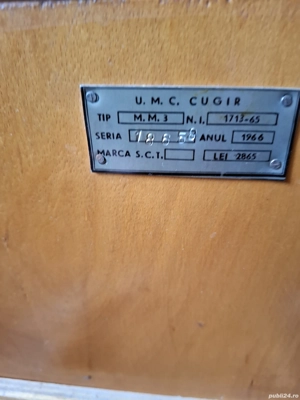 U. M. C. CUGIR
TIP M. M. 3 N. I. 1713-65
SERIA ANUL 1966
MARCA S.C.T. LEI 2865
publi24.ro